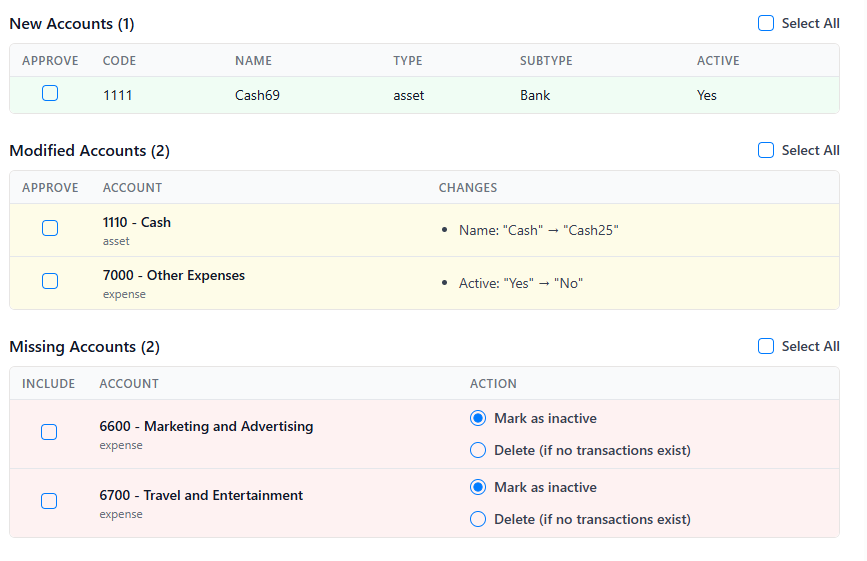 New Accounts (1) Select All
APPROVE CODE NAME TYPE SUBTYPE ACTIVE
1111 Cash69 asset Bank Yes
Modified Accounts (2) Select All
APPROVE ACCOUNT CHANGES
1110 - Cash
asset
• Name: "Cash" → "Cash25"
7000 - Other Expenses
expense
• Active: "Yes" → "No"
Missing Accounts (2) Select All
INCLUDE ACCOUNT ACTION
6600 - Marketing and Advertising
expense
Mark as inactive
Delete (if no transactions exist)
6700 - Travel and Entertainment
expense
Mark as inactive
Delete (if no transactions exist)